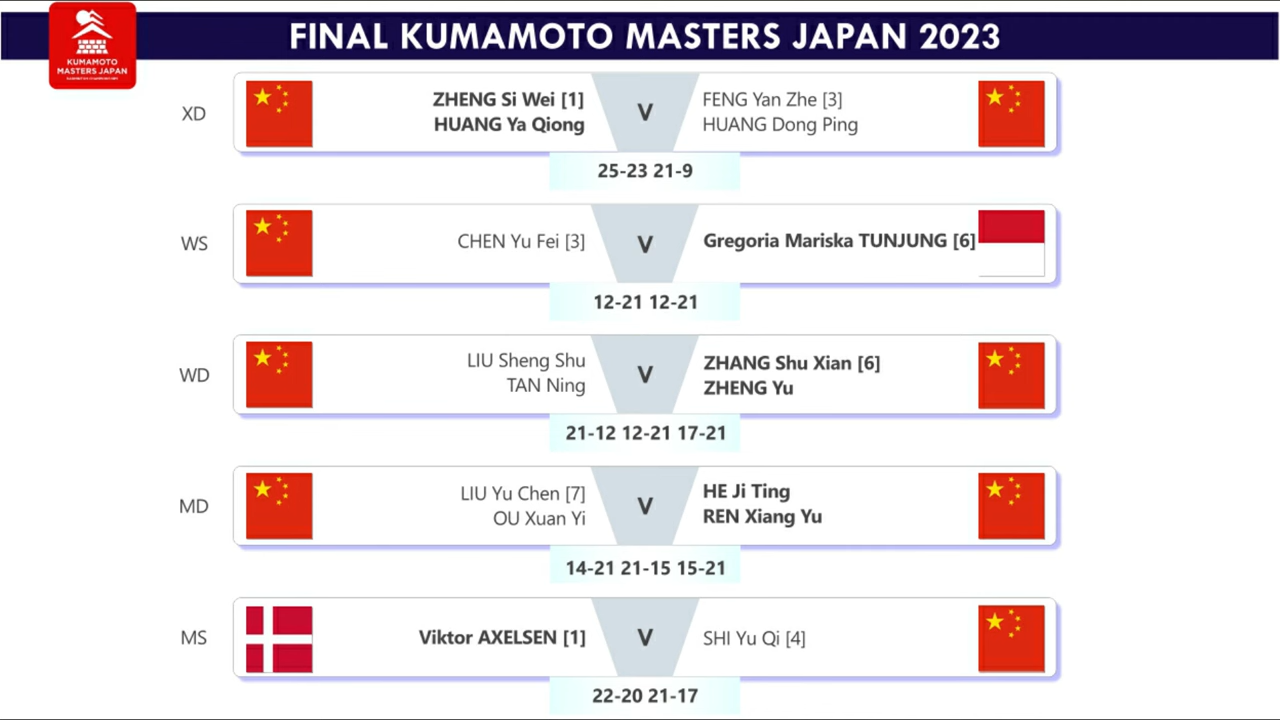 FINAL KUMAMOTO MASTERS JAPAN 2023
KUMAMOTO
MASTERS JAPAN
XD
ZHENG Si Wei [1]
HUANG Ya Qiong
V
FENG Yan Zhe [3]
HUANG Dong Ping
25-23 21-9
WS
CHEN Yu Fei [3]
V
Gregoria Mariska TUNJUNG [6]
12-21 12-21
WD
LIU Sheng Shu
TAN Ning
V
ZHANG Shu Xian [6]
ZHENG Yu
21-12 12-21 17-21
MD
LIU Yu Chen [7]
OU Xuan Yi
V
HE Ji Ting
REN Xiang Yu
14-21 21-15 15-21
MS
Viktor AXELSEN [1]
V
SHI Yu Qi [4]
22-20 21-17